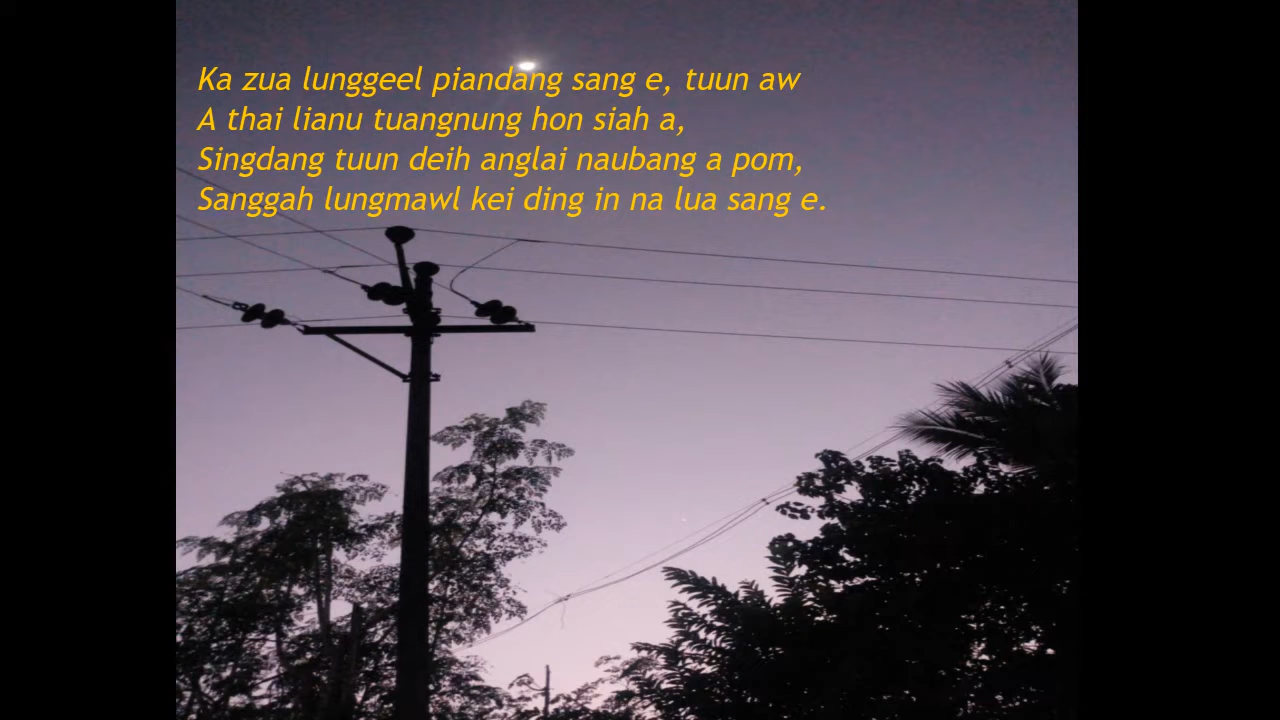 Ka zua lunggeel piandang sang e, tuun aw
A thai lianu tuangnung hon siah a,
Singdang tuun deih anglai naubang a pom,
Sanggah lungmawl kei ding in na lua sang e.